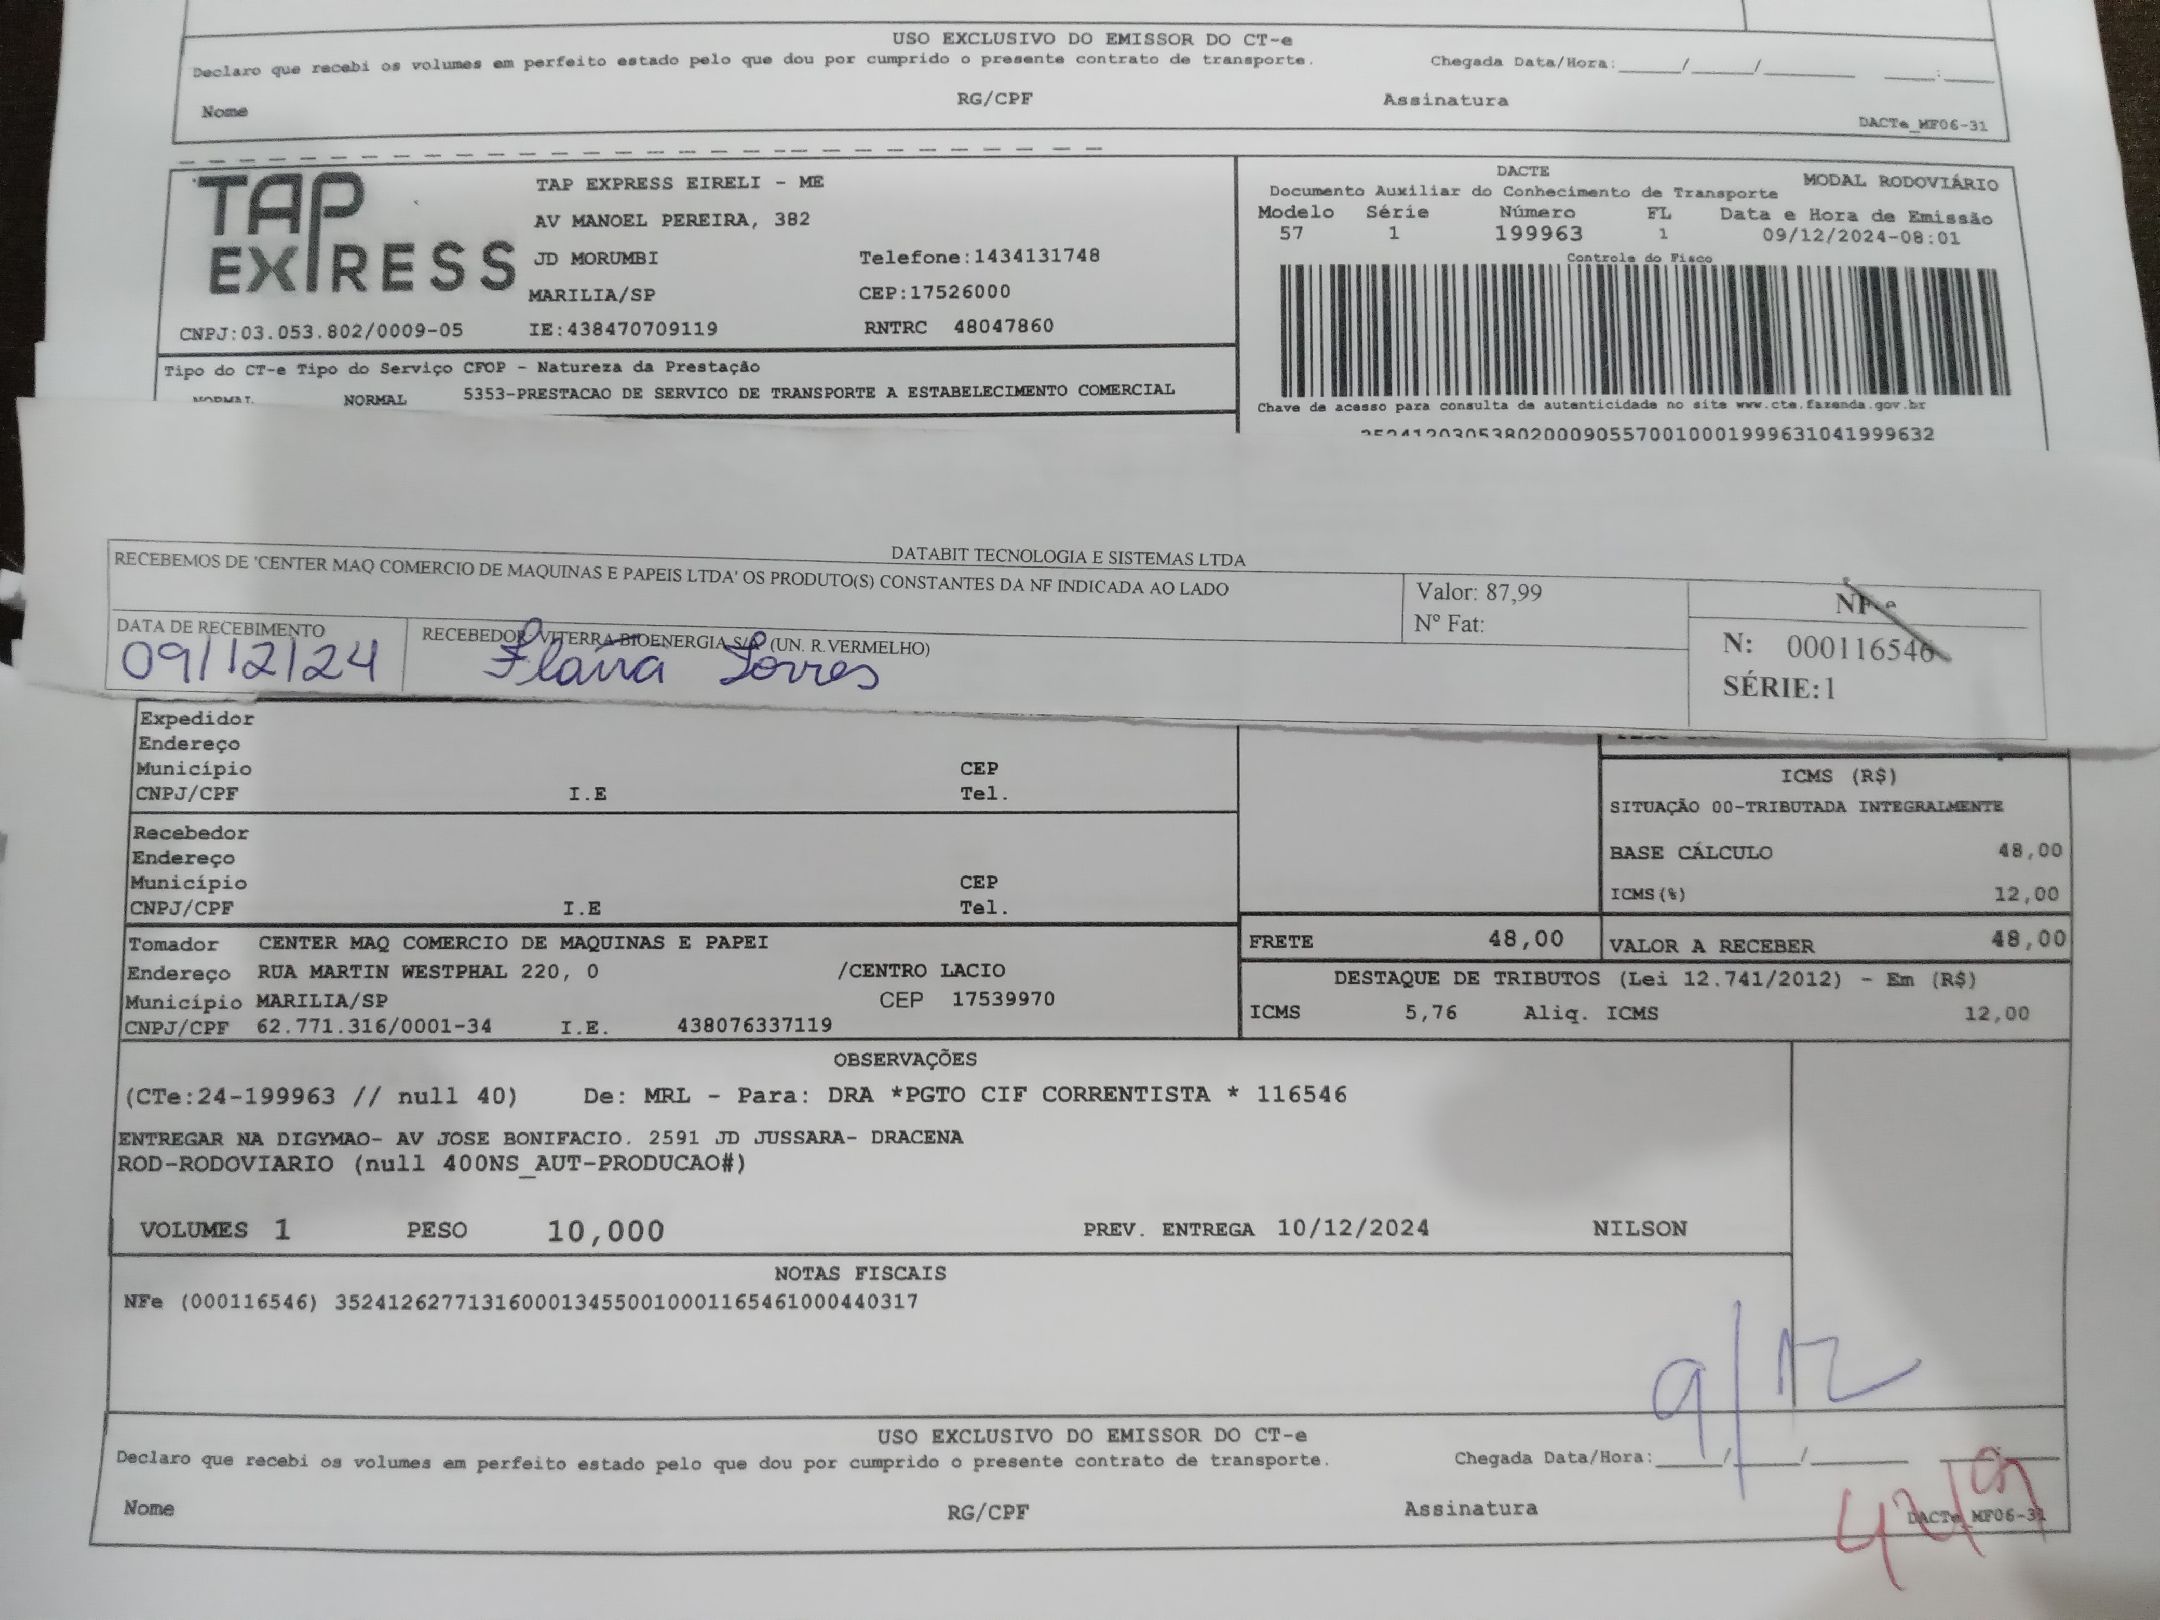 USO EXCLUSIVO DO EMISSOR DO CT-e
Declaro que recebi os volumes em perfeito estado pelo que dou por cumprido o presente contrato de transporte. Chegada Data/Hora:_____/_____/________ ____:____
Nome RG/CPF Assinatura
DACTe_MF06-31
TAP EXPRESS
TAP EXPRESS EIRELI - ME
AV MANOEL PEREIRA, 382
JD MORUMBI Telefone:1434131748
MARILIA/SP CEP:17526000
CNPJ:03.053.802/0009-05 IE:438470709119 RNTRC 48047860
DACTE MODAL RODOVIÁRIO
Documento Auxiliar do Conhecimento de Transporte
Modelo Série Número FL Data e Hora de Emissão
57 1 199963 1 09/12/2024-08:01
Controle do Fisco
Tipo do CT-e Tipo do Serviço CFOP - Natureza da Prestação
NORMAL NORMAL 5353-PRESTACAO DE SERVICO DE TRANSPORTE A ESTABELECIMENTO COMERCIAL
Chave de acesso para consulta de autenticidade no site www.cte.fazenda.gov.br
DATABIT TECNOLOGIA E SISTEMAS LTDA
RECEBEMOS DE 'CENTER MAQ COMERCIO DE MAQUINAS E PAPEIS LTDA' OS PRODUTO(S) CONSTANTES DA NF INDICADA AO LADO
Valor: 87,99
Nº Fat:
NF-e
N: 000116546
SÉRIE:1
DATA DE RECEBIMENTO
09/12/24
RECEBEDOR: VITERRA BIOENERGIA S/A (UN. R.VERMELHO)
Flavia Torres
Expedidor
Endereço
Município CEP
CNPJ/CPF I.E Tel.
Recebedor
Endereço
Município CEP
CNPJ/CPF I.E Tel.
ICMS (R$)
SITUAÇÃO 00-TRIBUTADA INTEGRALMENTE
BASE CÁLCULO 48,00
ICMS(%) 12,00
FRETE 48,00 VALOR A RECEBER 48,00
Tomador CENTER MAQ COMERCIO DE MAQUINAS E PAPEI
Endereço RUA MARTIN WESTPHAL 220, 0 /CENTRO LACIO
Município MARILIA/SP CEP 17539970
CNPJ/CPF 62.771.316/0001-34 I.E. 438076337119
DESTAQUE DE TRIBUTOS (Lei 12.741/2012) - Em (R$)
ICMS 5,76 Aliq. ICMS 12,00
OBSERVAÇÕES
(CTe:24-199963 // null 40) De: MRL - Para: DRA *PGTO CIF CORRENTISTA * 116546
ENTREGAR NA DIGYMAO- AV JOSE BONIFACIO. 2591 JD JUSSARA- DRACENA
ROD-RODOVIARIO (null 400NS_AUT-PRODUCAO#)
VOLUMES 1 PESO 10,000 PREV. ENTREGA 10/12/2024 NILSON
NOTAS FISCAIS
NFe (000116546) 35241262771316000134550010001165461000440317
9/12
USO EXCLUSIVO DO EMISSOR DO CT-e
Declaro que recebi os volumes em perfeito estado pelo que dou por cumprido o presente contrato de transporte. Chegada Data/Hora:_____/_____/________
Nome RG/CPF Assinatura
DACTe_MF06-31